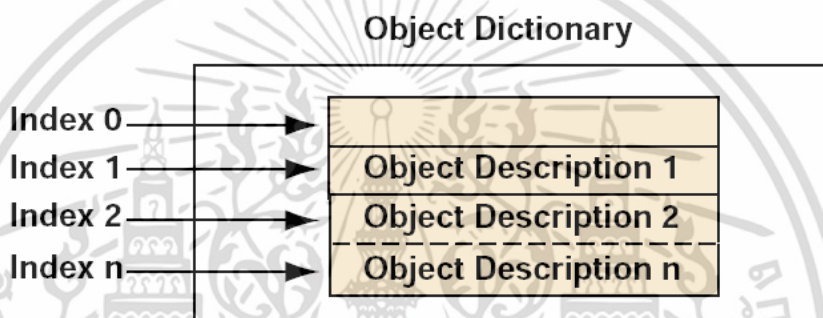 Object Dictionary
Index 0
Index 1 Object Description 1
Index 2 Object Description 2
Index n Object Description n